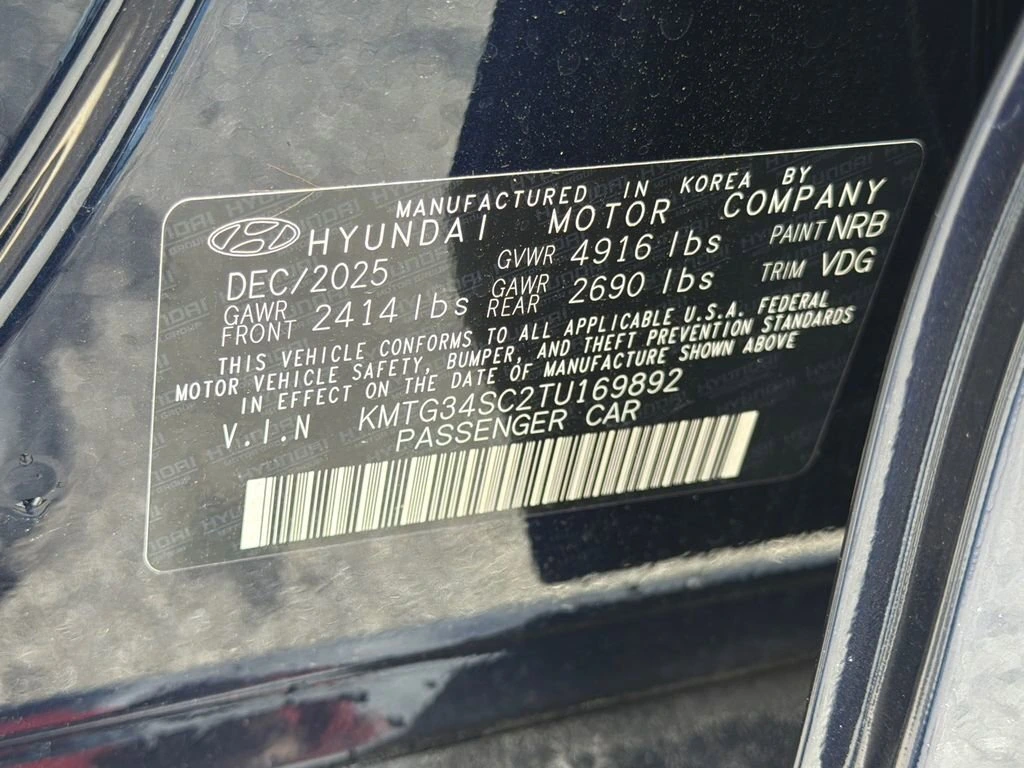 MANUFACTURED IN KOREA BY
HYUNDAI MOTOR COMPANY
DEC/2025 GVWR 4916 lbs PAINT NRB
GAWR FRONT 2414 lbs GAWR REAR 2690 lbs TRIM VDG
THIS VEHICLE CONFORMS TO ALL APPLICABLE U.S.A. FEDERAL
MOTOR VEHICLE SAFETY, BUMPER, AND THEFT PREVENTION STANDARDS
IN EFFECT ON THE DATE OF MANUFACTURE SHOWN ABOVE
V.I.N KMTG34SC2TU169892
PASSENGER CAR